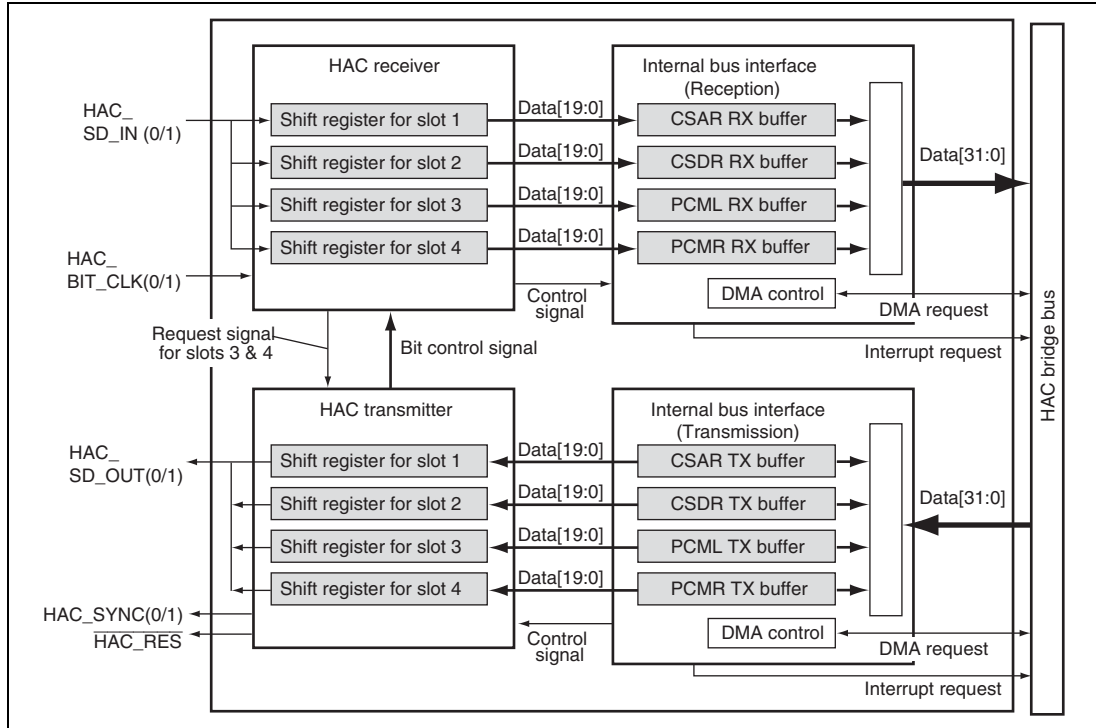 HAC receiver
Internal bus interface
(Reception)
HAC_
SD_IN (0/1)
Shift register for slot 1
Data[19:0]
CSAR RX buffer
Shift register for slot 2
Data[19:0]
CSDR RX buffer
Data[31:0]
Shift register for slot 3
Data[19:0]
PCML RX buffer
Shift register for slot 4
Data[19:0]
PCMR RX buffer
HAC_
BIT_CLK(0/1)
Control
signal
DMA control
DMA request
Request signal
for slots 3 & 4
Bit control signal
Interrupt request
HAC bridge bus
HAC transmitter
Internal bus interface
(Transmission)
HAC_
SD_OUT(0/1)
Shift register for slot 1
Data[19:0]
CSAR TX buffer
Shift register for slot 2
Data[19:0]
CSDR TX buffer
Data[31:0]
Shift register for slot 3
Data[19:0]
PCML TX buffer
Shift register for slot 4
Data[19:0]
PCMR TX buffer
HAC_SYNC(0/1)
HAC_RES
Control
signal
DMA control
DMA request
Interrupt request